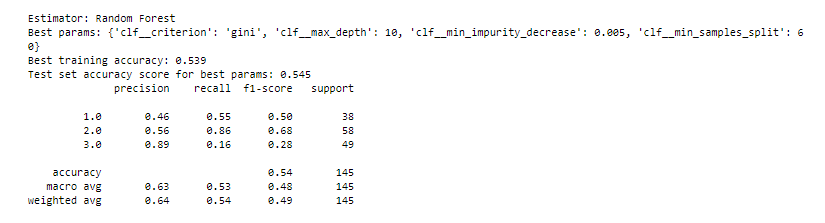 Estimator: Random Forest
Best params: {'clf__criterion': 'gini', 'clf__max_depth': 10, 'clf__min_impurity_decrease': 0.005, 'clf__min_samples_split': 6
0}
Best training accuracy: 0.539
Test set accuracy score for best params: 0.545
precision recall f1-score support
1.0 0.46 0.55 0.50 38
2.0 0.56 0.86 0.68 58
3.0 0.89 0.16 0.28 49
accuracy 0.54 145
macro avg 0.63 0.53 0.48 145
weighted avg 0.64 0.54 0.49 145